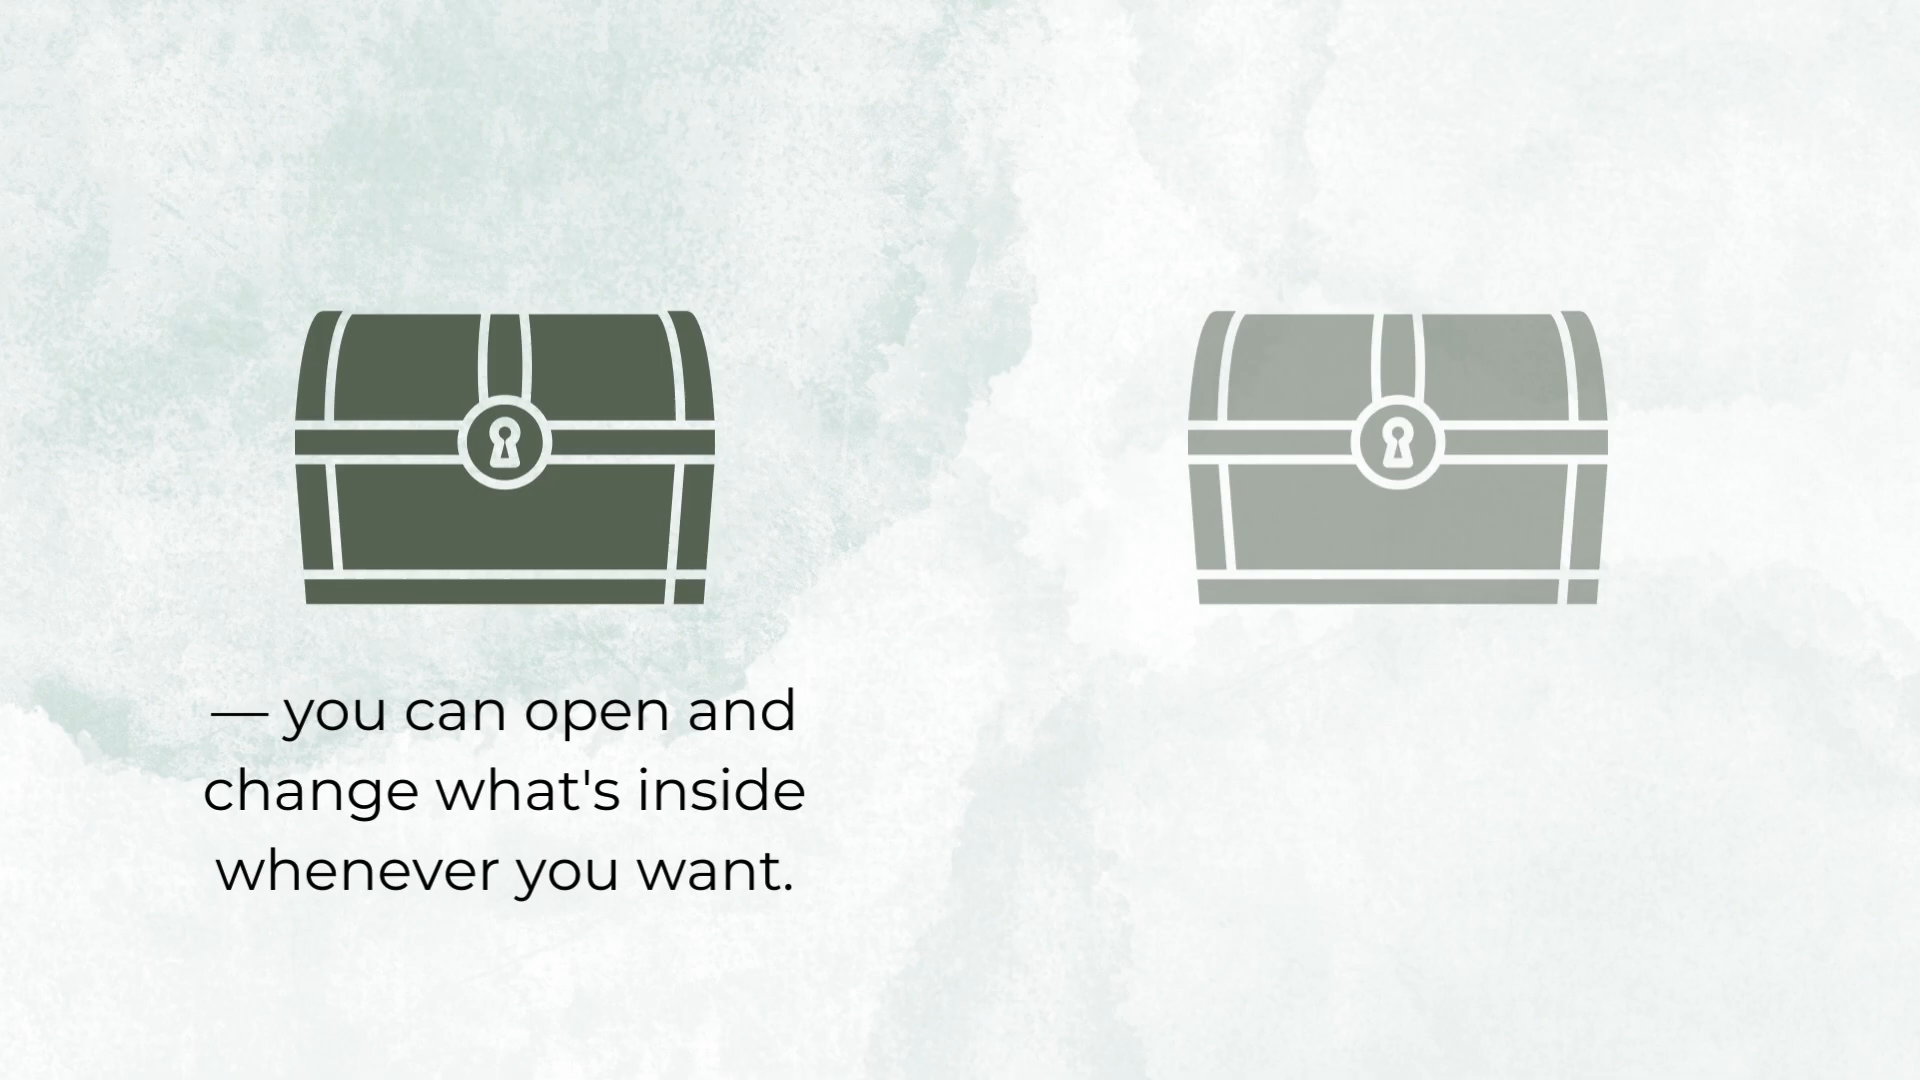 — you can open and
change what's inside
whenever you want.